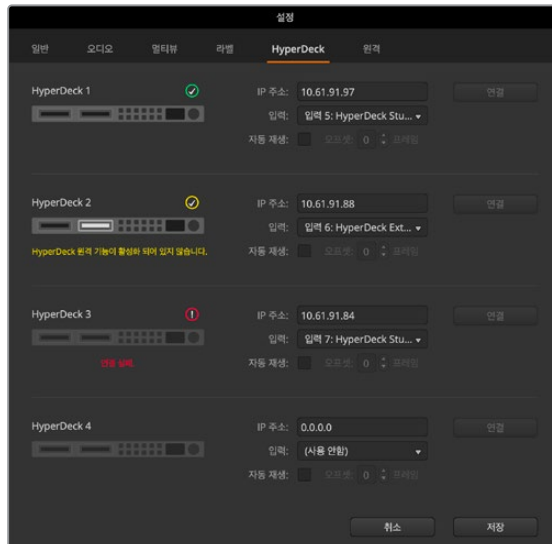 설정
일반 오디오 멀티뷰 라벨 HyperDeck 원격
HyperDeck 1 IP 주소: 10.61.91.97 연결
입력: 입력 5: HyperDeck Stu...
자동 재생: 오프셋: 0 프레임
HyperDeck 2 IP 주소: 10.61.91.88 연결
입력: 입력 6: HyperDeck Ext...
HyperDeck 원격 기능이 활성화 되어 있지 않습니다. 자동 재생: 오프셋: 0 프레임
HyperDeck 3 IP 주소: 10.61.91.84 연결
입력: 입력 7: HyperDeck Stu...
연결 실패. 자동 재생: 오프셋: 0 프레임
HyperDeck 4 IP 주소: 0.0.0.0 연결
입력: (사용 안함)
자동 재생: 오프셋: 0 프레임
취소 저장